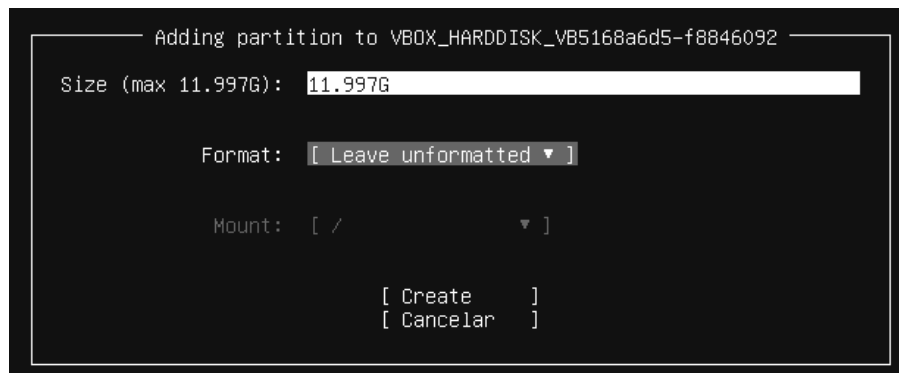 Adding partition to VBOX_HARDDISK_VB5168a6d5-f8846092
Size (max 11.997G): 11.997G
Format: [ Leave unformatted ▾ ]
Mount: [ / ▾ ]
[ Create ]
[ Cancelar ]